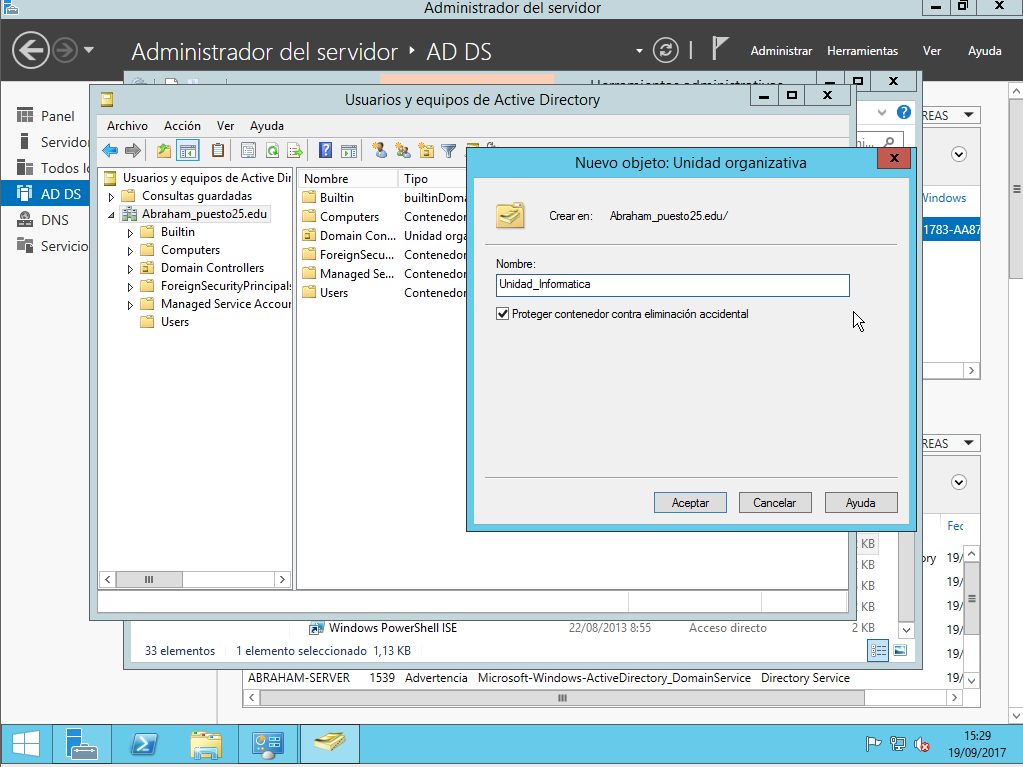 Administrador del servidor
Administrador del servidor ‣ AD DS
Administrar Herramientas Ver Ayuda
Herramientas administrativas
Usuarios y equipos de Active Directory
Archivo Acción Ver Ayuda
Panel
Servidor
Todos lo
AD DS
DNS
Servicio
Usuarios y equipos de Active Dir
Consultas guardadas
Abraham_puesto25.edu
Builtin
Computers
Domain Controllers
ForeignSecurityPrincipals
Managed Service Accour
Users
Nombre Tipo
Builtin builtinDoma
Computers Contenedor
Domain Con... Unidad orga
ForeignSecu... Contenedor
Managed Se... Contenedor
Users Contenedor
Nuevo objeto: Unidad organizativa
Crear en: Abraham_puesto25.edu/
Nombre:
Unidad_Informatica
Proteger contenedor contra eliminación accidental
Aceptar Cancelar Ayuda
REAS
Windows
1783-AA87
REAS
Fec
ory 19/
19/
19/
19/
19/
KB
KB
KB
KB
Windows PowerShell ISE 22/08/2013 8:55 Acceso directo 2 KB
33 elementos 1 elemento seleccionado 1,13 KB
ABRAHAM-SERVER 1539 Advertencia Microsoft-Windows-ActiveDirectory_DomainService Directory Service 19/
15:29
19/09/2017